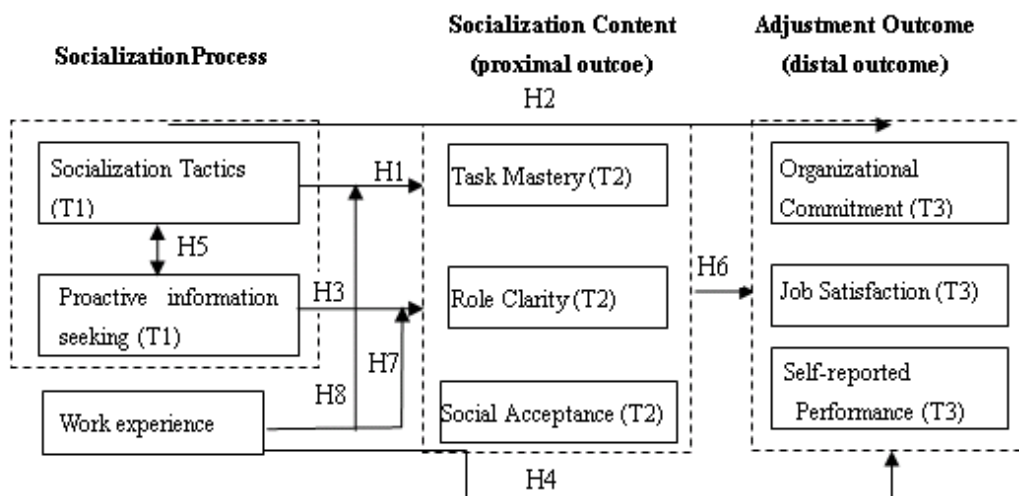 Socialization Process
Socialization Content
(proximal outcoe)
Adjustment Outcome
(distal outcome)
H2
Socialization Tactics
(T1)
H1
H5
Proactive information
seeking (T1)
H3
H7
H8
Work experience
Task Mastery (T2)
Role Clarity (T2)
Social Acceptance (T2)
H6
H4
Organizational
Commitment (T3)
Job Satisfaction (T3)
Self-reported
Performance (T3)